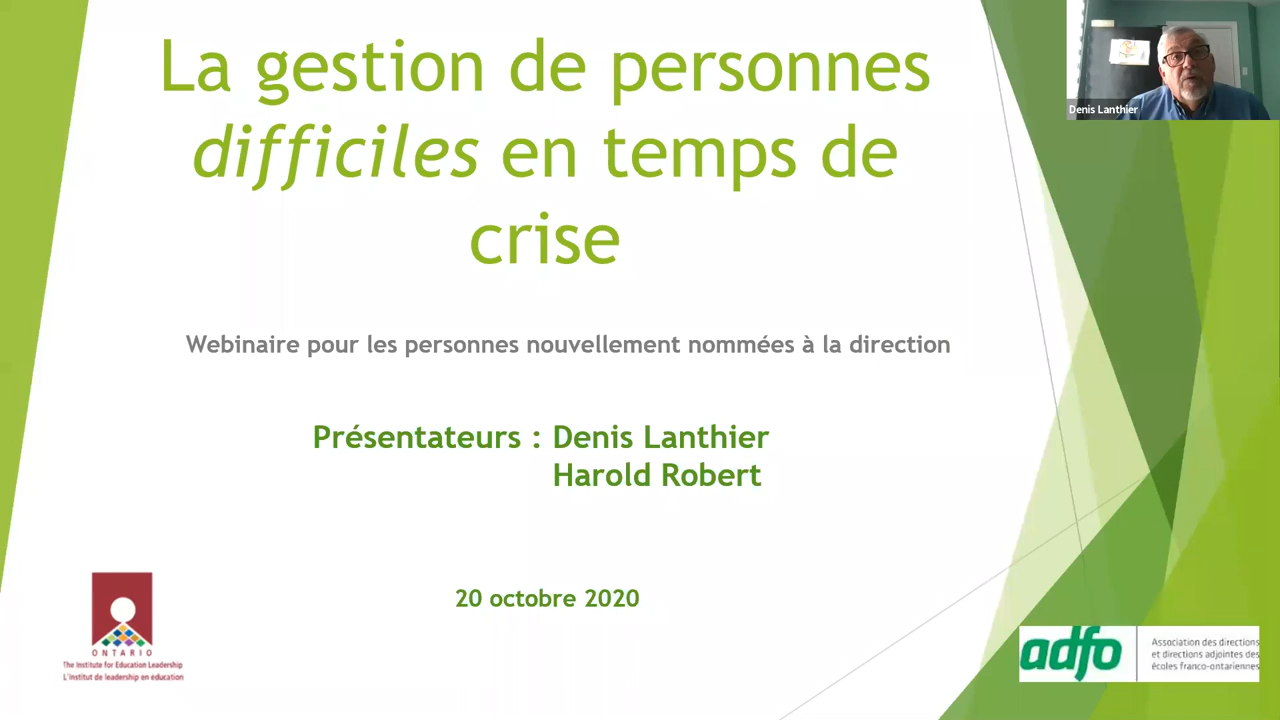 La gestion de personnes
difficiles en temps de
crise
Denis Lanthier
Webinaire pour les personnes nouvellement nommées à la direction
Présentateurs : Denis Lanthier
Harold Robert
20 octobre 2020
ONTARIO
The Institute for Education Leadership
L'Institut de leadership en éducation
adfo
Association des directions
et directions adjointes des
écoles franco-ontariennes